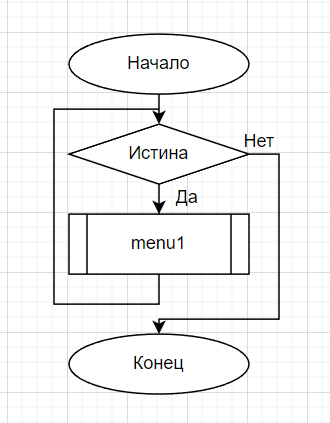 Начало
Истина
Нет
Да
menu1
Конец